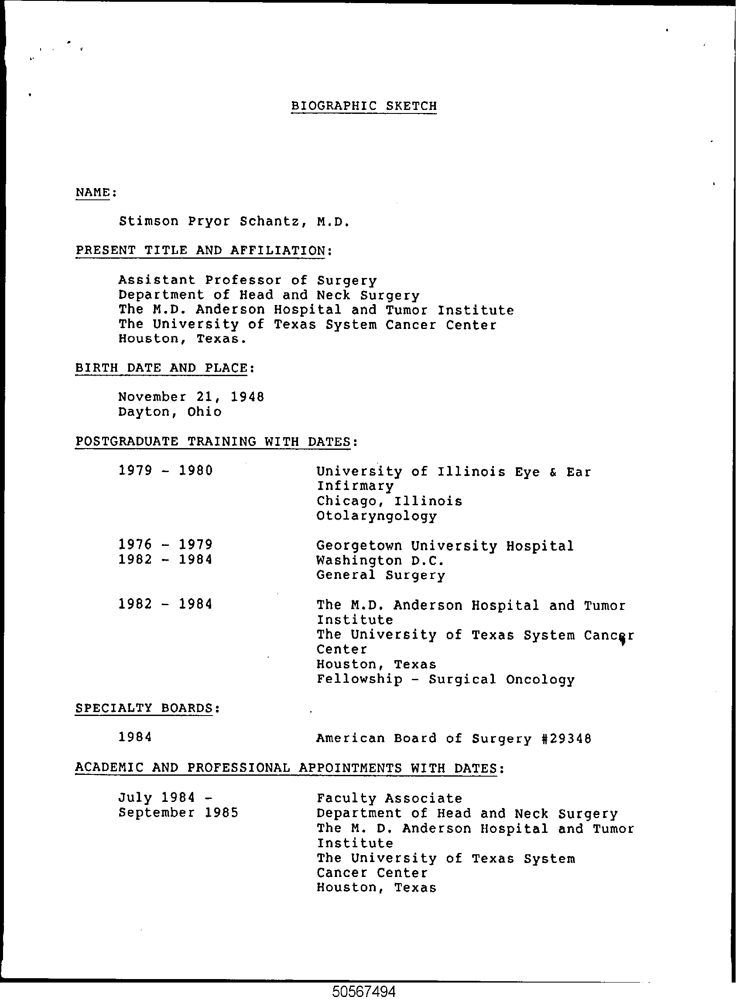 BIOGRAPHIC SKETCH
NAME:
Stimson Pryor Schantz, M.D.
PRESENT TITLE AND AFFILIATION:
Assistant Professor of Surgery
Department of Head and Neck Surgery
The M.D. Anderson Hospital and Tumor Institute
The University of Texas System Cancer Center
Houston, Texas.
BIRTH DATE AND PLACE:
November 21, 1948
Dayton, Ohio
POSTGRADUATE TRAINING WITH DATES:
1979 - 1980 University of Illinois Eye & Ear
Infirmary
Chicago, Illinois
Otolaryngology
1976 - 1979 Georgetown University Hospital
1982 - 1984 Washington D.C.
General Surgery
1982 - 1984 The M.D. Anderson Hospital and Tumor
Institute
The University of Texas System Cancer
Center
Houston, Texas
Fellowship - Surgical Oncology
SPECIALTY BOARDS:
1984 American Board of Surgery #29348
ACADEMIC AND PROFESSIONAL APPOINTMENTS WITH DATES:
July 1984 - Faculty Associate
September 1985 Department of Head and Neck Surgery
The M. D. Anderson Hospital and Tumor
Institute
The University of Texas System
Cancer Center
Houston, Texas
50567494